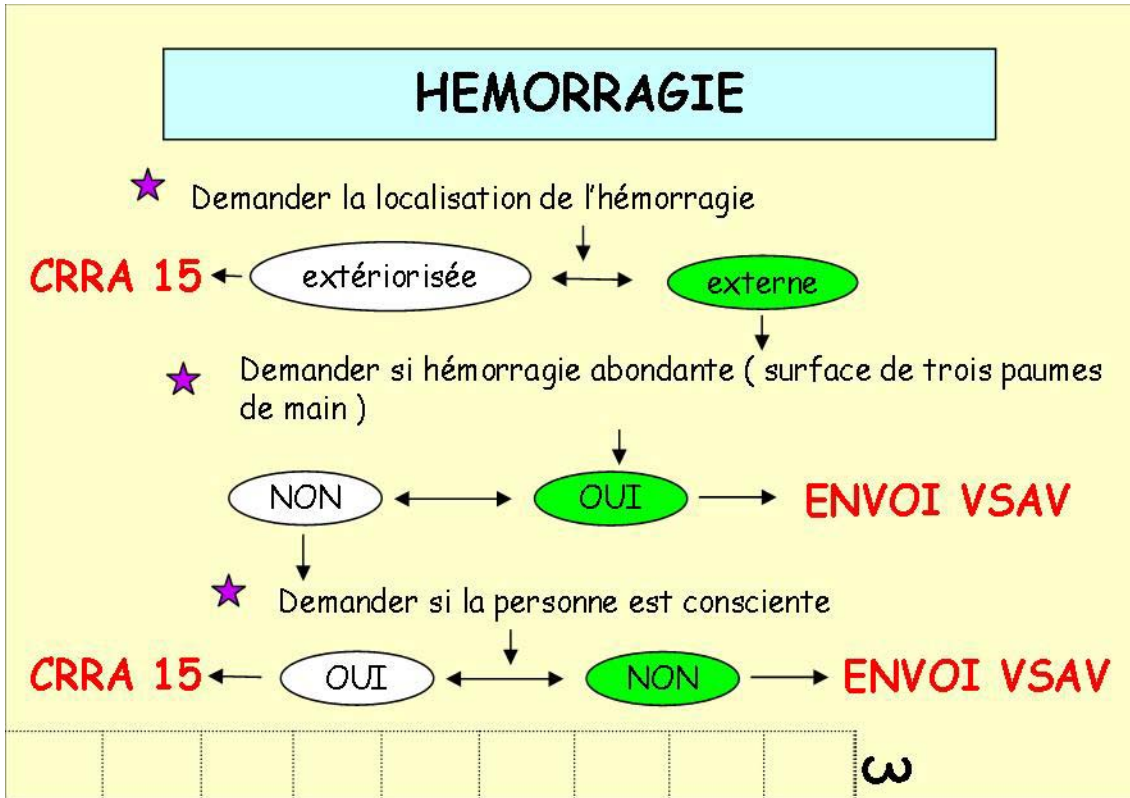 HEMORRAGIE
Demander la localisation de l'hémorragie
CRRA 15 extériorisée externe
Demander si hémorragie abondante ( surface de trois paumes
de main )
NON OUI ENVOI VSAV
Demander si la personne est consciente
CRRA 15 OUI NON ENVOI VSAV
3